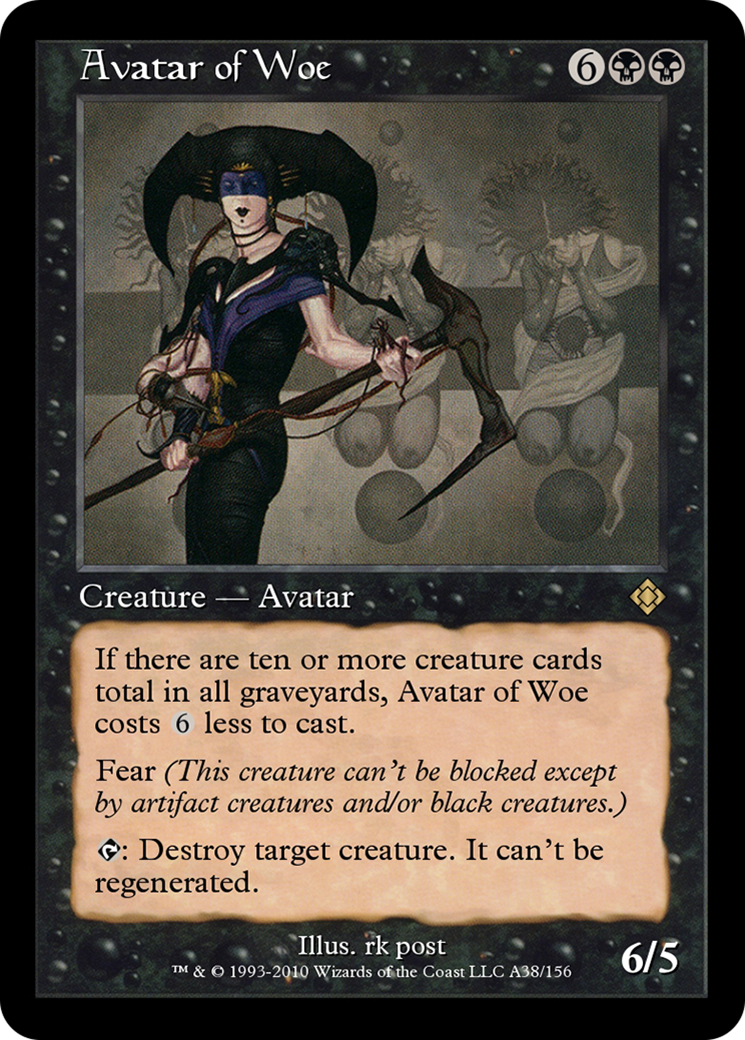 Avatar of Woe 6
Creature — Avatar
If there are ten or more creature cards
total in all graveyards, Avatar of Woe
costs 6 less to cast.
Fear (This creature can't be blocked except
by artifact creatures and/or black creatures.)
: Destroy target creature. It can't be
regenerated.
Illus. rk post
™ & © 1993-2010 Wizards of the Coast LLC A38/156
6/5